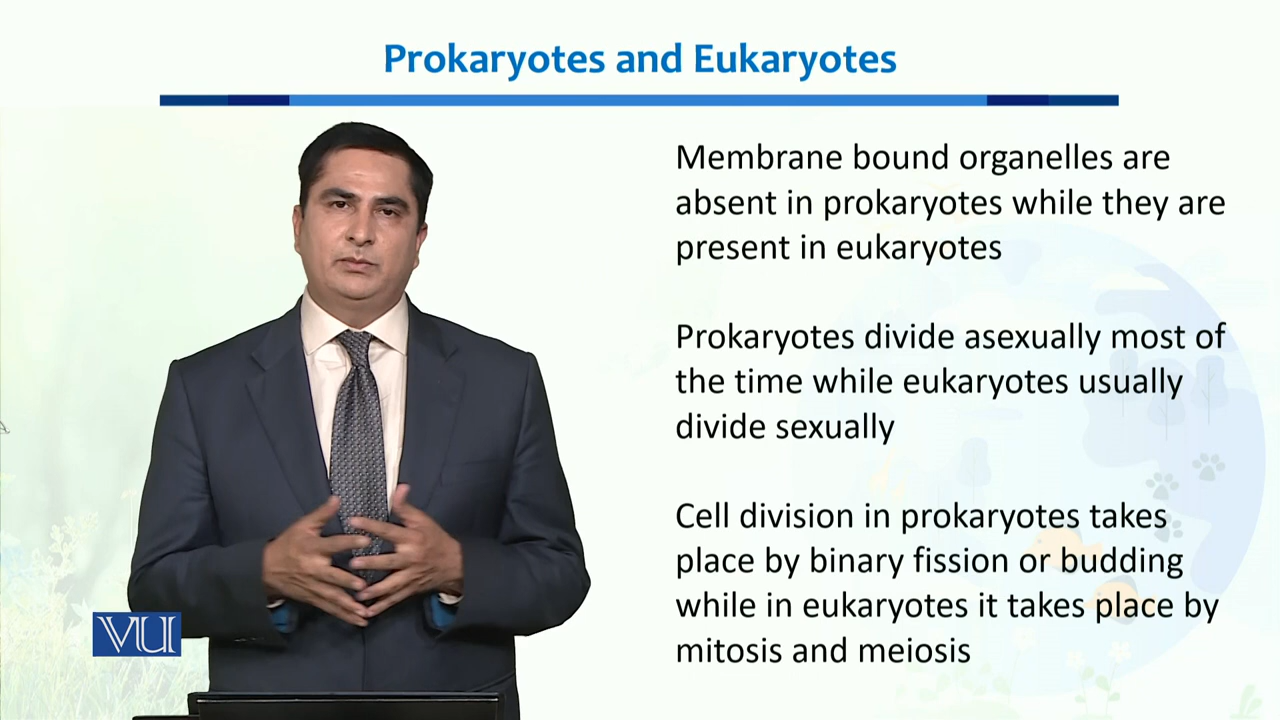 Prokaryotes and Eukaryotes
Membrane bound organelles are
absent in prokaryotes while they are
present in eukaryotes
Prokaryotes divide asexually most of
the time while eukaryotes usually
divide sexually
Cell division in prokaryotes takes
place by binary fission or budding
while in eukaryotes it takes place by
mitosis and meiosis
VU